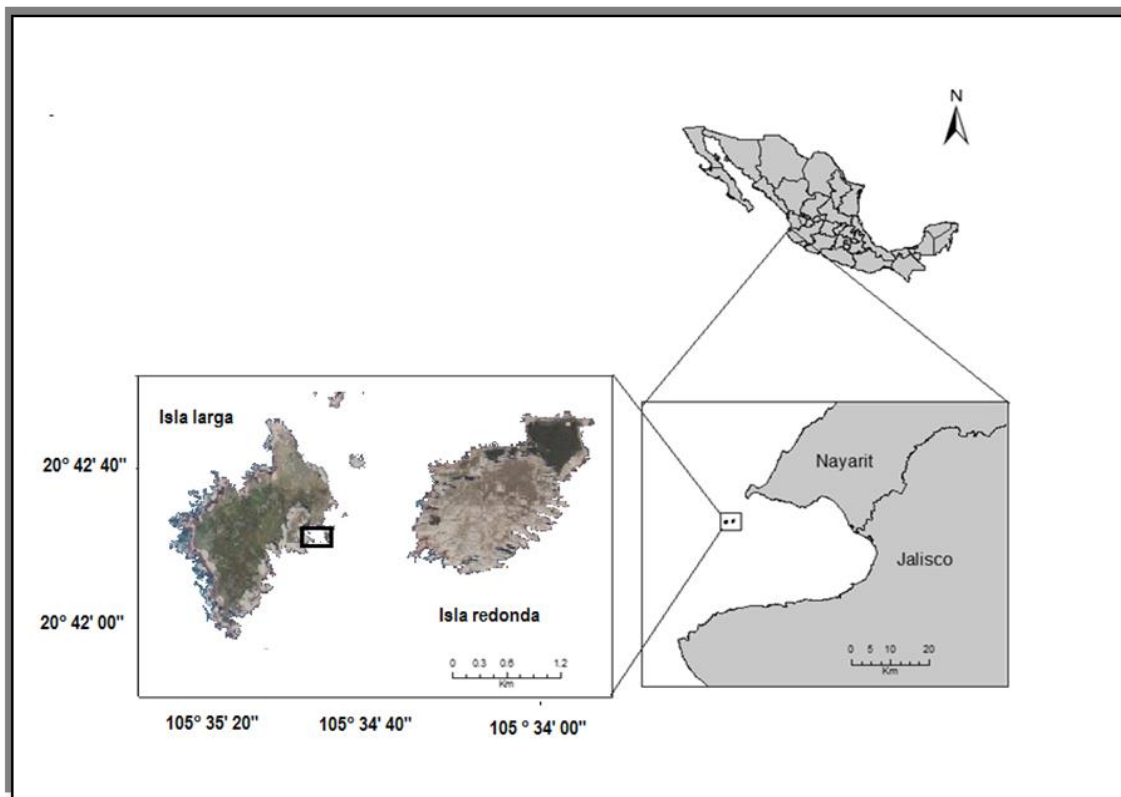 N
Isla larga
20° 42' 40"
Isla redonda
20° 42' 00"
0 0.3 0.6 1.2
Km
105° 35' 20" 105° 34' 40" 105° 34' 00"
Nayarit
Jalisco
0 5 10 20
Km